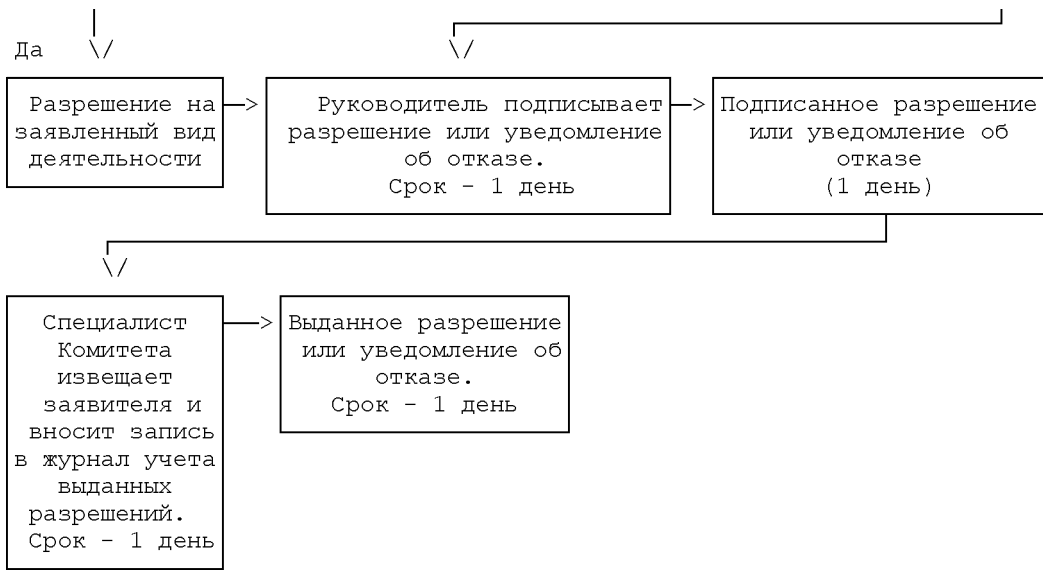 Да
Разрешение на
заявленный вид
деятельности
Руководитель подписывает
разрешение или уведомление
об отказе.
Срок - 1 день
Подписанное разрешение
или уведомление об
отказе
(1 день)
Специалист
Комитета
извещает
заявителя и
вносит запись
в журнал учета
выданных
разрешений.
Срок - 1 день
Выданное разрешение
или уведомление об
отказе.
Срок - 1 день